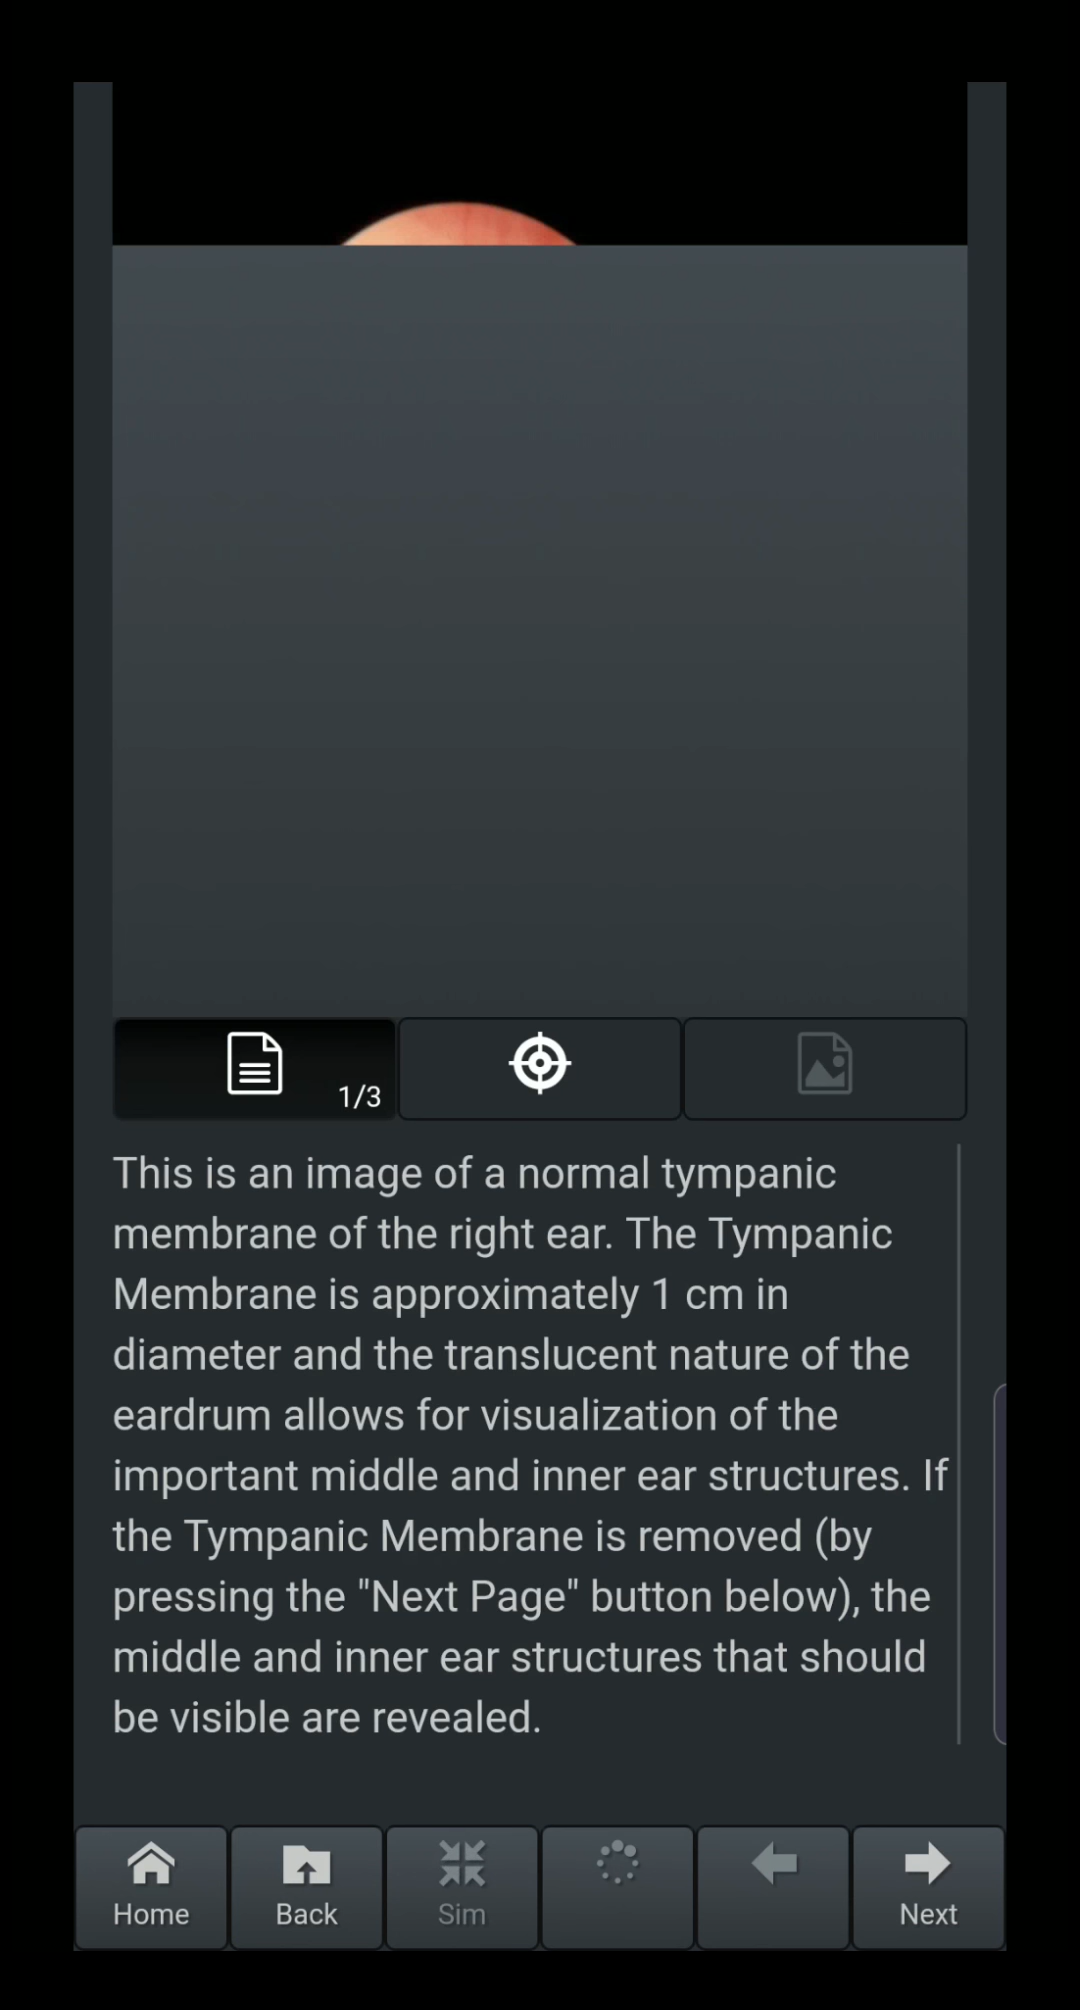 1/3
This is an image of a normal tympanic
membrane of the right ear. The Tympanic
Membrane is approximately 1 cm in
diameter and the translucent nature of the
eardrum allows for visualization of the
important middle and inner ear structures. If
the Tympanic Membrane is removed (by
pressing the "Next Page" button below), the
middle and inner ear structures that should
be visible are revealed.
Home Back Sim Next